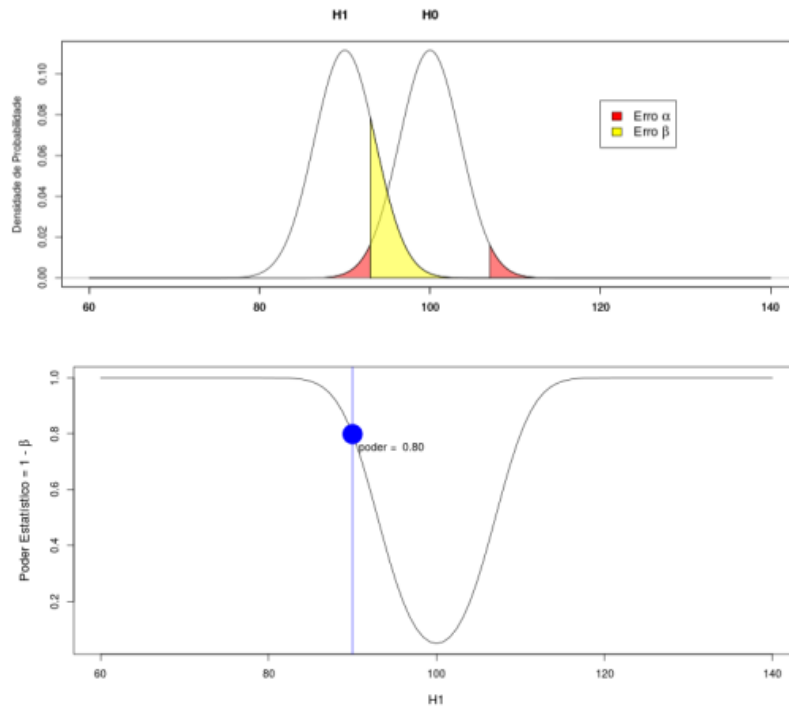 H1 H0
Densidade de Probabilidade
0.00 0.02 0.04 0.06 0.08 0.10
Erro α
Erro β
60 80 100 120 140
Poder Estatístico = 1 - β
0.2 0.4 0.6 0.8 1.0
poder = 0.80
60 80 100 120 140
H1